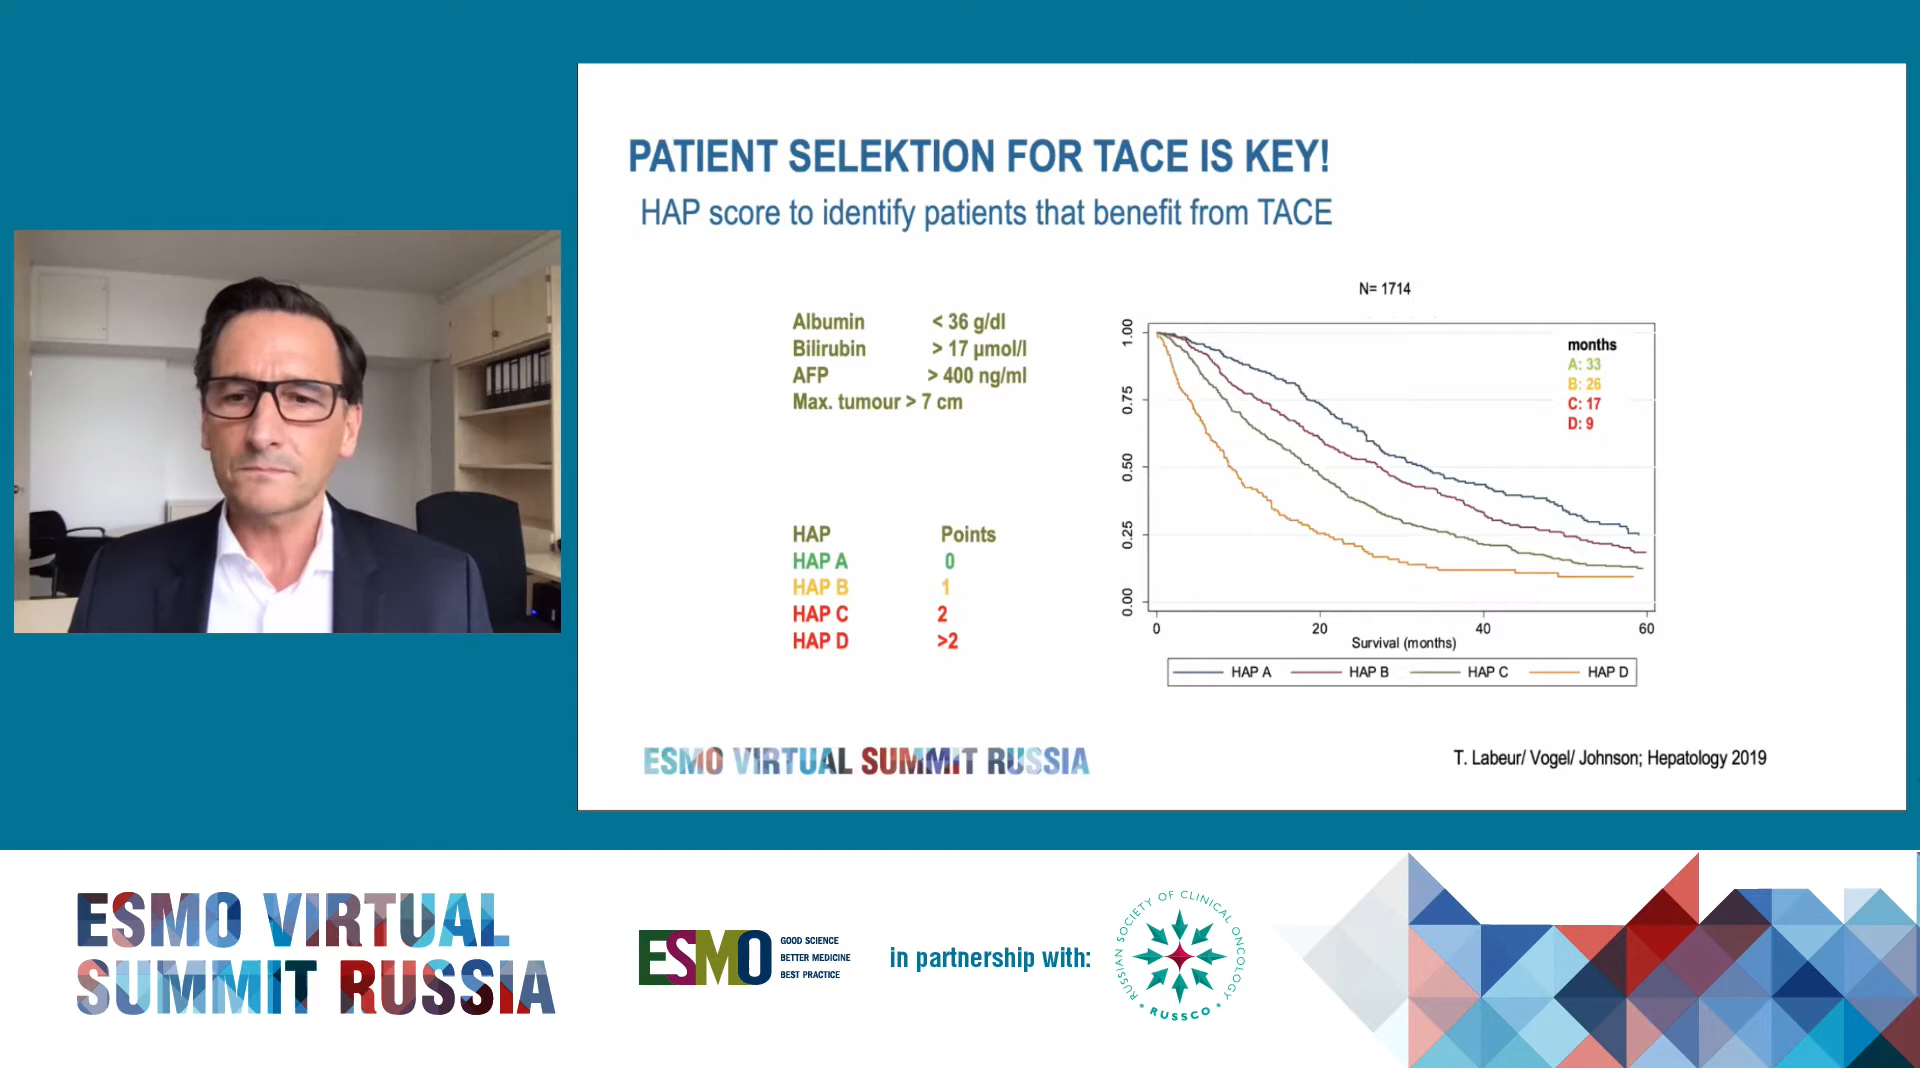 PATIENT SELEKTION FOR TACE IS KEY!
HAP score to identify patients that benefit from TACE
Albumin < 36 g/dl
Bilirubin > 17 µmol/l
AFP > 400 ng/ml
Max. tumour > 7 cm
HAP Points
HAP A 0
HAP B 1
HAP C 2
HAP D >2
N= 1714
months
A: 33
B: 26
C: 17
D: 9
1.00
0.75
0.50
0.25
0.00
0 20 40 60
Survival (months)
HAP A HAP B HAP C HAP D
ESMO VIRTUAL SUMMIT RUSSIA
T. Labeur/ Vogel/ Johnson; Hepatology 2019
ESMO VIRTUAL
SUMMIT RUSSIA
ESMO
GOOD SCIENCE
BETTER MEDICINE
BEST PRACTICE
in partnership with:
RUSSIAN SOCIETY OF CLINICAL ONCOLOGY
* RUSSCO *